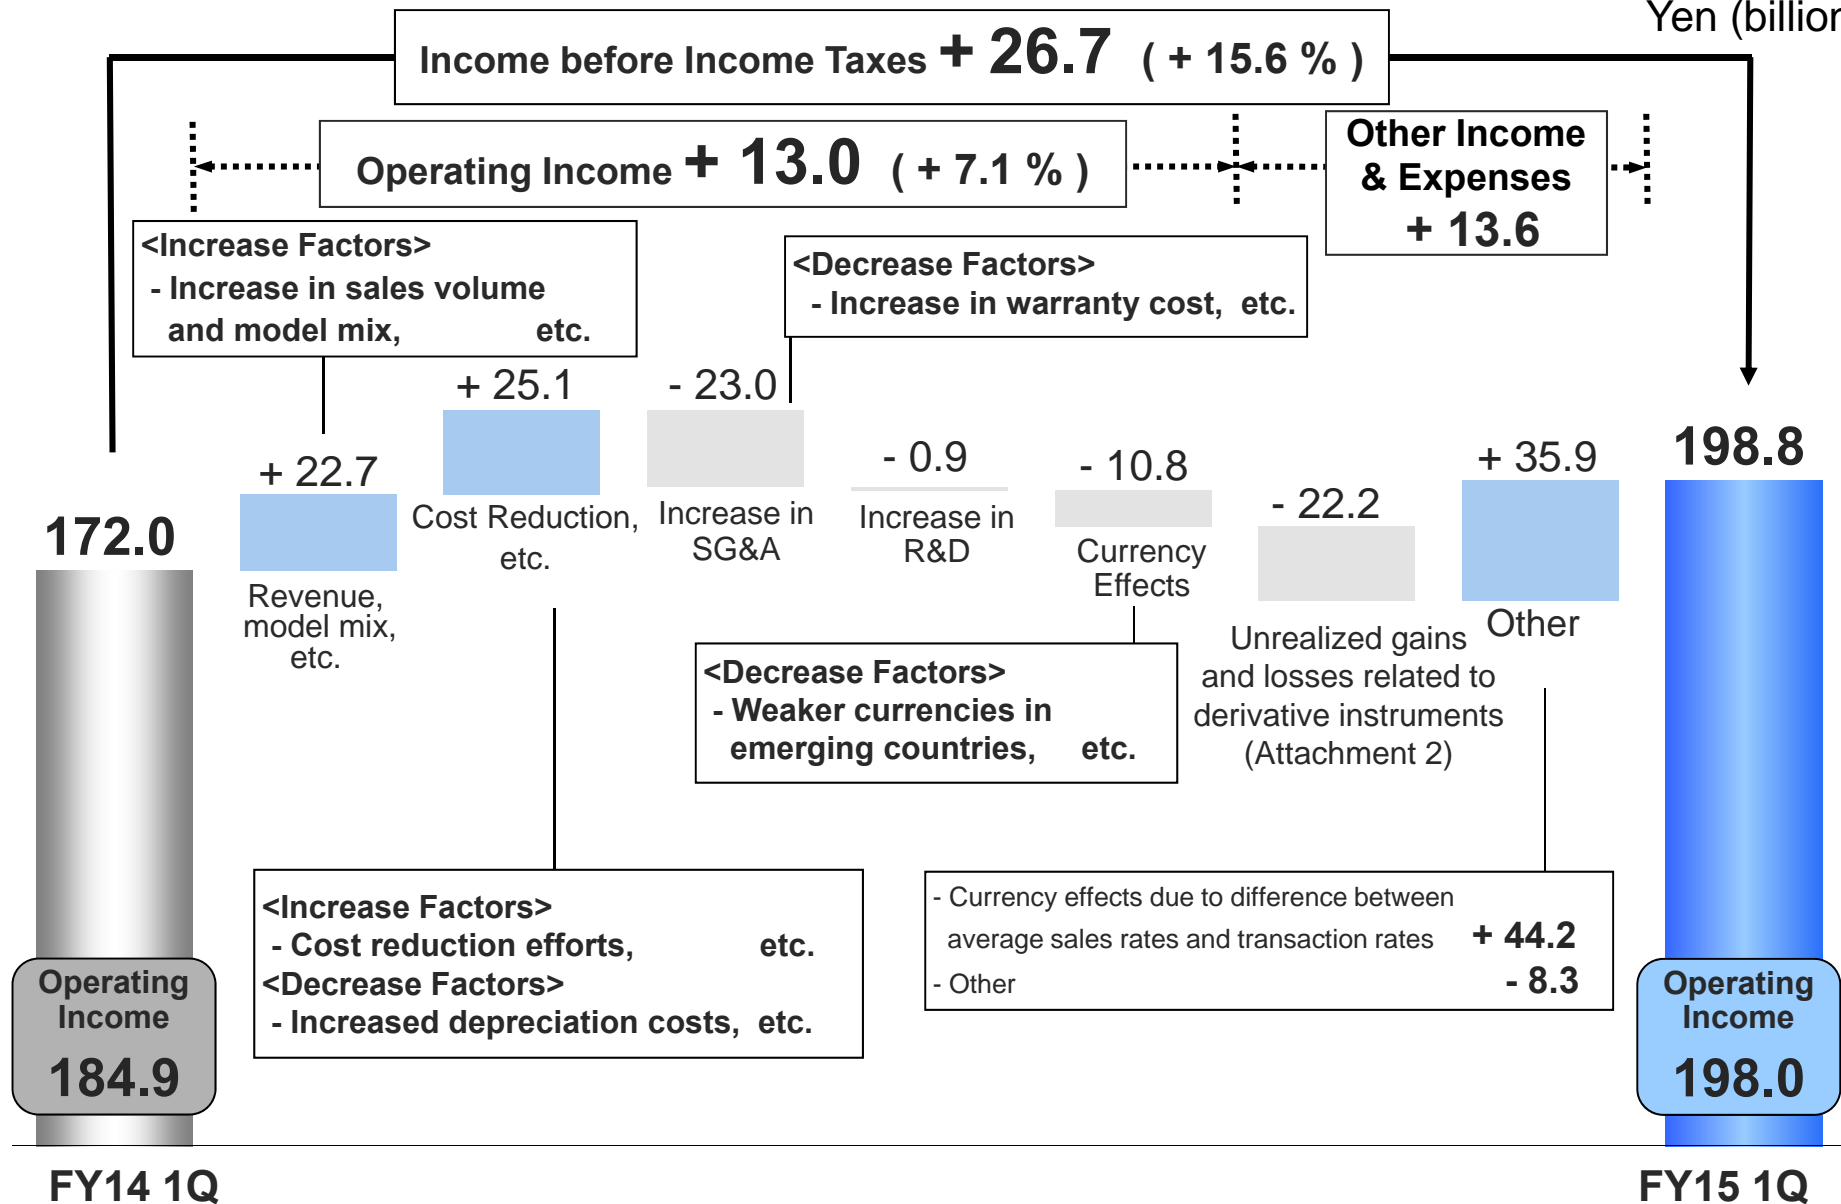 Yen (billion
Income before Income Taxes + 26.7 ( + 15.6 % )
Operating Income + 13.0 ( + 7.1 % )
Other Income
& Expenses
+ 13.6
<Increase Factors>
- Increase in sales volume
and model mix, etc.
<Decrease Factors>
- Increase in warranty cost, etc.
172.0
+ 22.7
Revenue,
model mix,
etc.
+ 25.1
Cost Reduction,
etc.
- 23.0
Increase in
SG&A
- 0.9
Increase in
R&D
- 10.8
Currency
Effects
- 22.2
Unrealized gains
and losses related to
derivative instruments
(Attachment 2)
+ 35.9
Other
198.8
<Decrease Factors>
- Weaker currencies in
emerging countries, etc.
<Increase Factors>
- Cost reduction efforts, etc.
<Decrease Factors>
- Increased depreciation costs, etc.
- Currency effects due to difference between
average sales rates and transaction rates + 44.2
- Other - 8.3
Operating
Income
184.9
Operating
Income
198.0
FY14 1Q
FY15 1Q